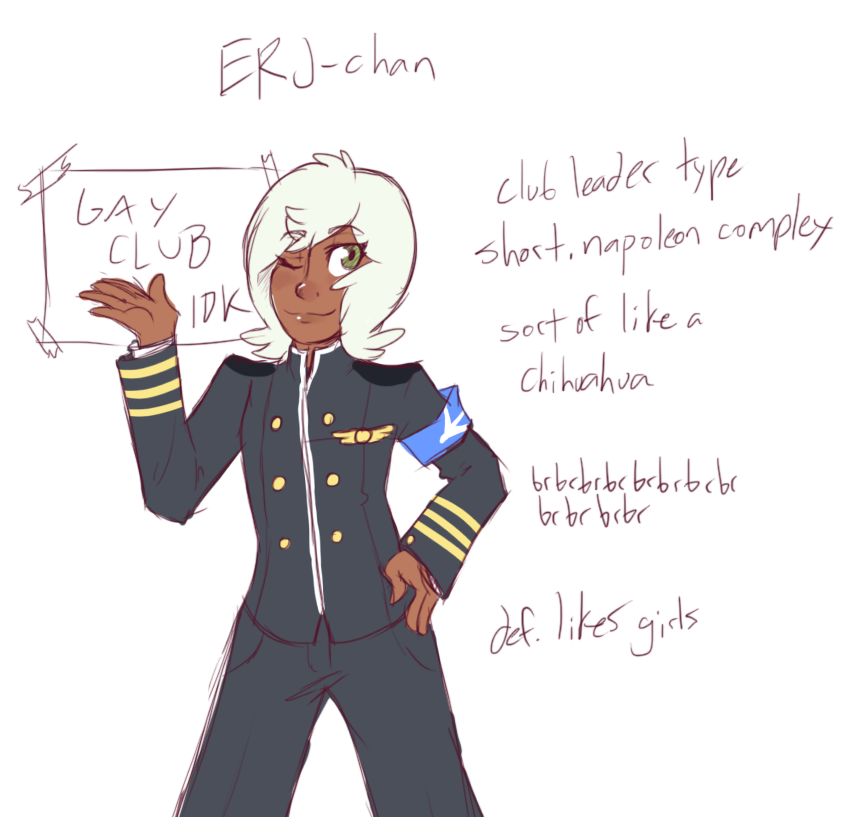 ERJ-chan
GAY
CLUB
IDK
club leader type
short. napoleon complex
sort of like a
chihuahua
brbrbrbrbrbrbrbr
brbrbrbr
def. likes girls